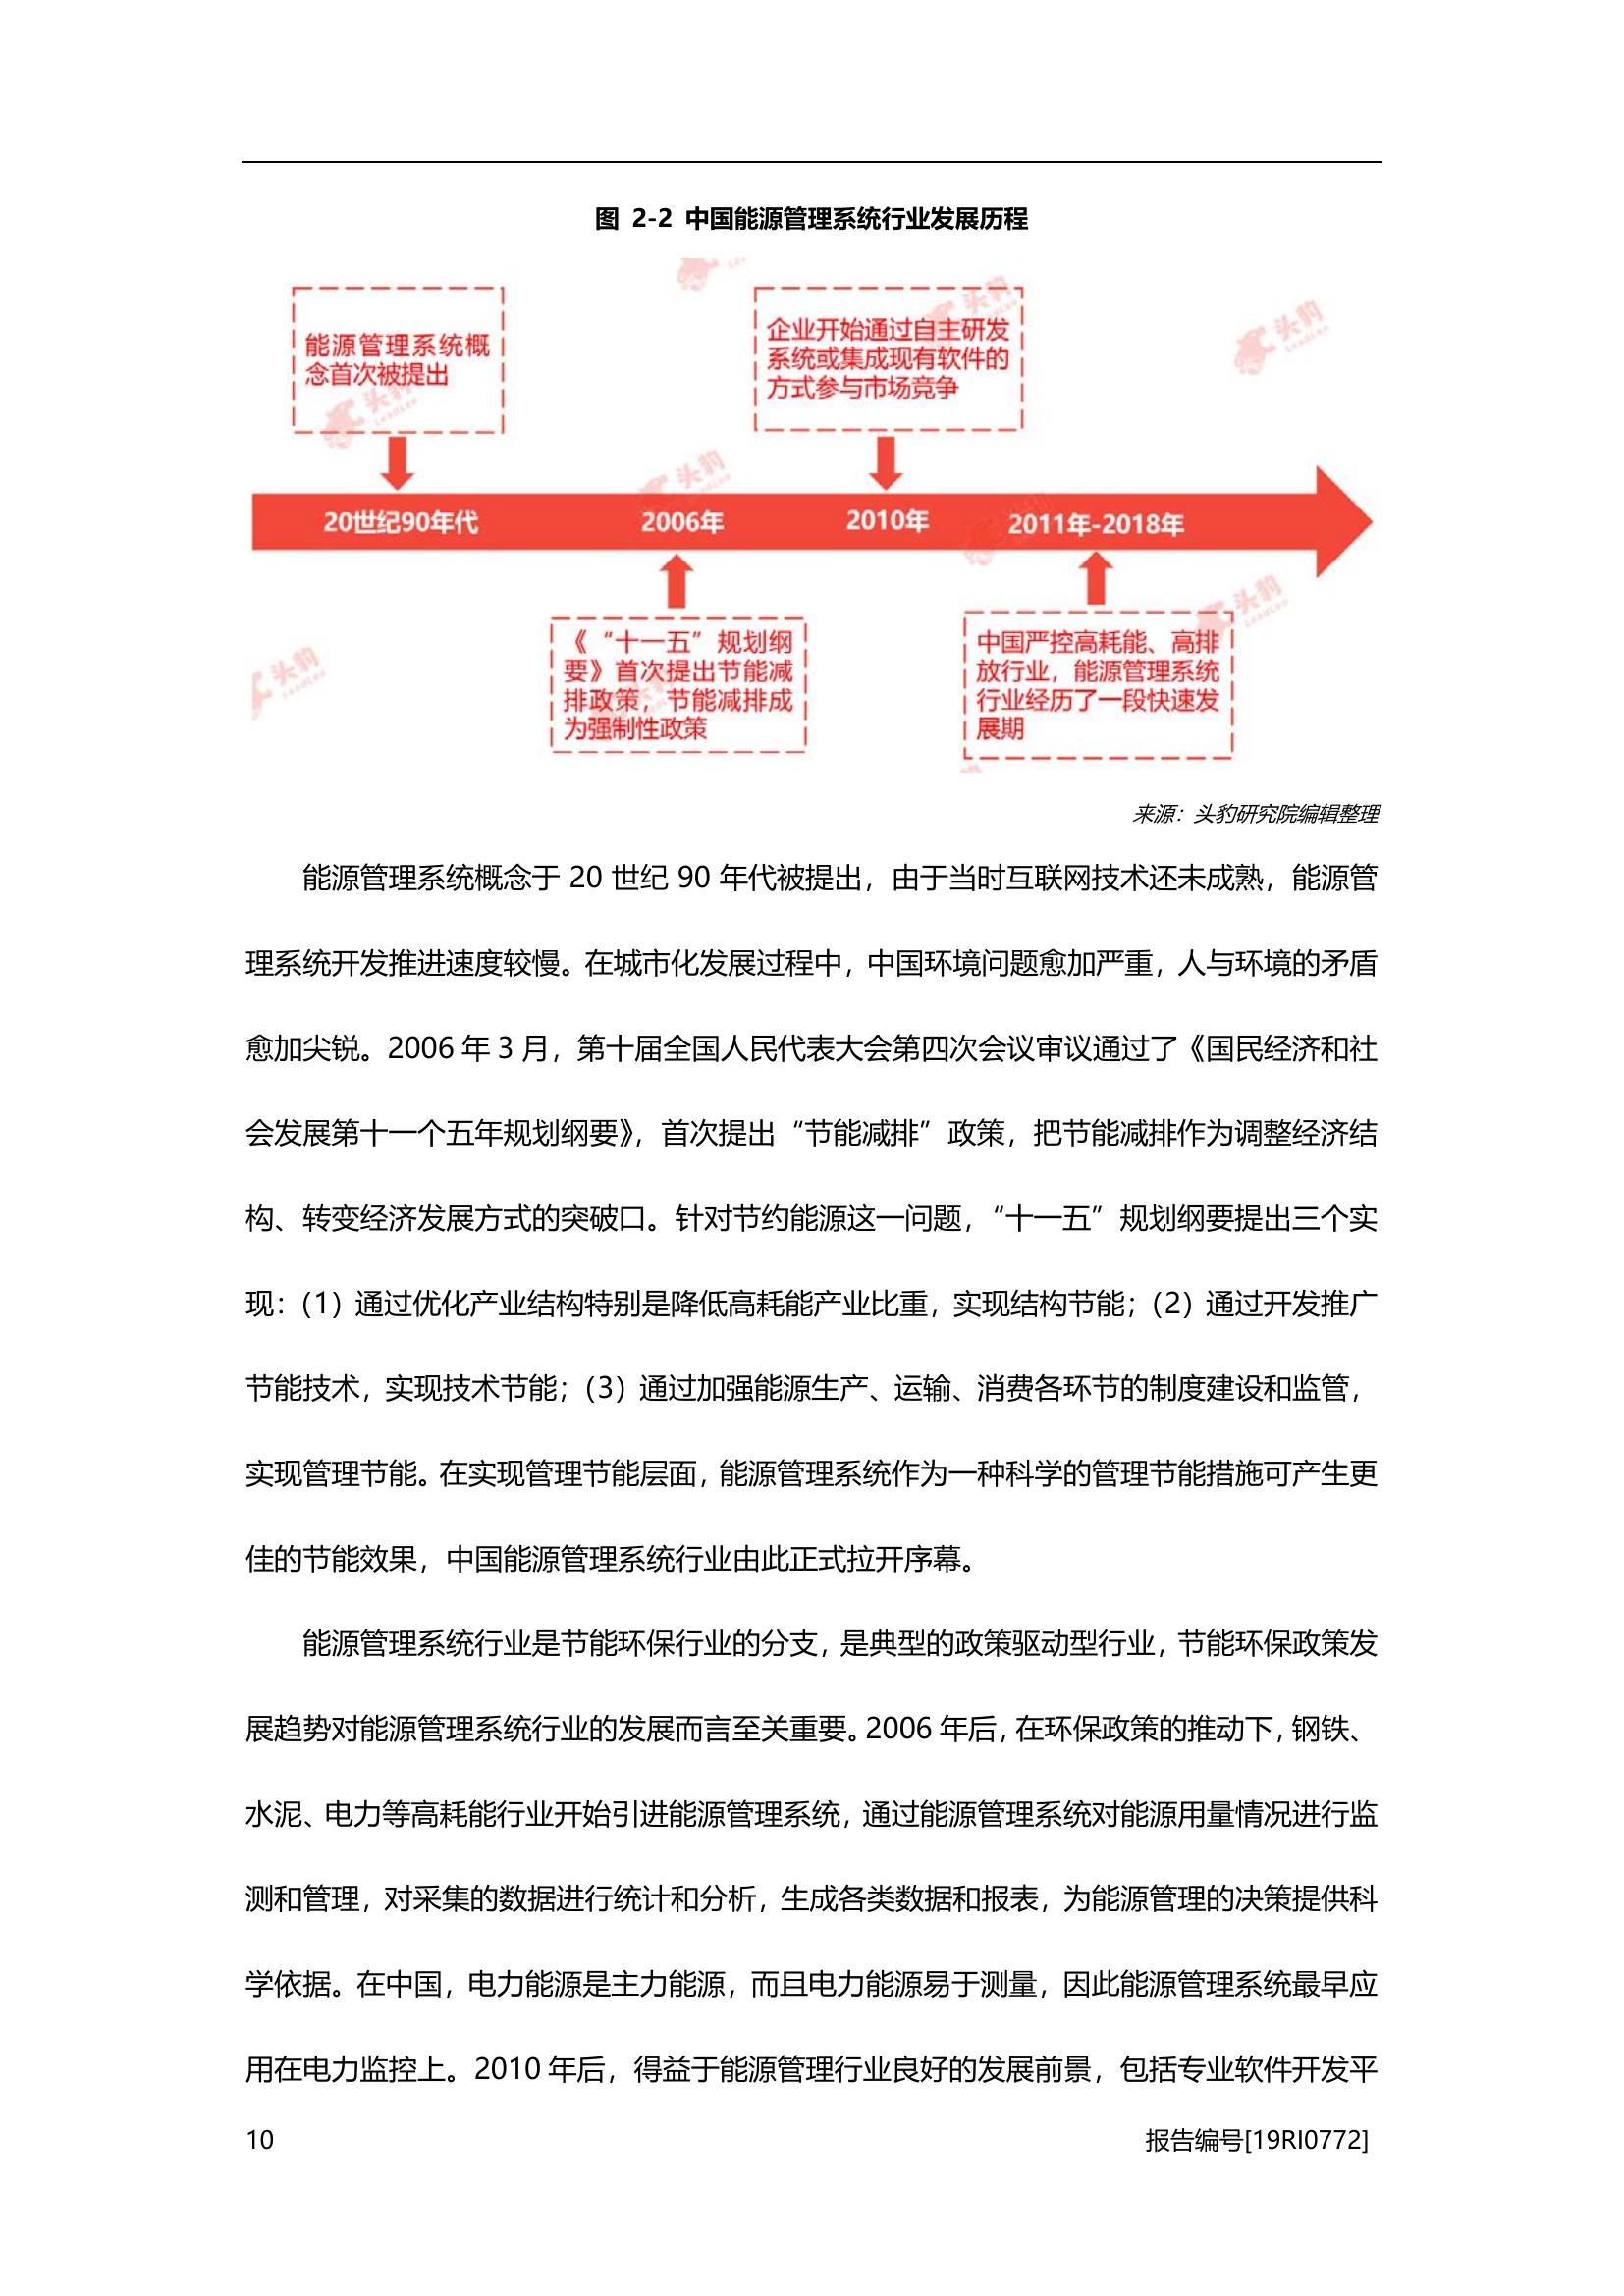 图 2-2 中国能源管理系统行业发展历程
能源管理系统概
念首次被提出
企业开始通过自主研发
系统或集成现有软件的
方式参与市场竞争
20世纪90年代
2006年
2010年
2011年-2018年
《“十一五”规划纲
要》首次提出节能减
排政策，节能减排成
为强制性政策
中国严控高耗能、高排
放行业，能源管理系统
行业经历了一段快速发
展期
头豹
LeadLeo
来源：头豹研究院编辑整理
能源管理系统概念于 20 世纪 90 年代被提出，由于当时互联网技术还未成熟，能源管
理系统开发推进速度较慢。在城市化发展过程中，中国环境问题愈加严重，人与环境的矛盾
愈加尖锐。2006 年 3 月，第十届全国人民代表大会第四次会议审议通过了《国民经济和社
会发展第十一个五年规划纲要》，首次提出“节能减排”政策，把节能减排作为调整经济结
构、转变经济发展方式的突破口。针对节约能源这一问题，“十一五”规划纲要提出三个实
现：（1）通过优化产业结构特别是降低高耗能产业比重，实现结构节能；（2）通过开发推广
节能技术，实现技术节能；（3）通过加强能源生产、运输、消费各环节的制度建设和监管，
实现管理节能。在实现管理节能层面，能源管理系统作为一种科学的管理节能措施可产生更
佳的节能效果，中国能源管理系统行业由此正式拉开序幕。
能源管理系统行业是节能环保行业的分支，是典型的政策驱动型行业，节能环保政策发
展趋势对能源管理系统行业的发展而言至关重要。2006 年后，在环保政策的推动下，钢铁、
水泥、电力等高耗能行业开始引进能源管理系统，通过能源管理系统对能源用量情况进行监
测和管理，对采集的数据进行统计和分析，生成各类数据和报表，为能源管理的决策提供科
学依据。在中国，电力能源是主力能源，而且电力能源易于测量，因此能源管理系统最早应
用在电力监控上。2010 年后，得益于能源管理行业良好的发展前景，包括专业软件开发平
10
报告编号[19RI0772]